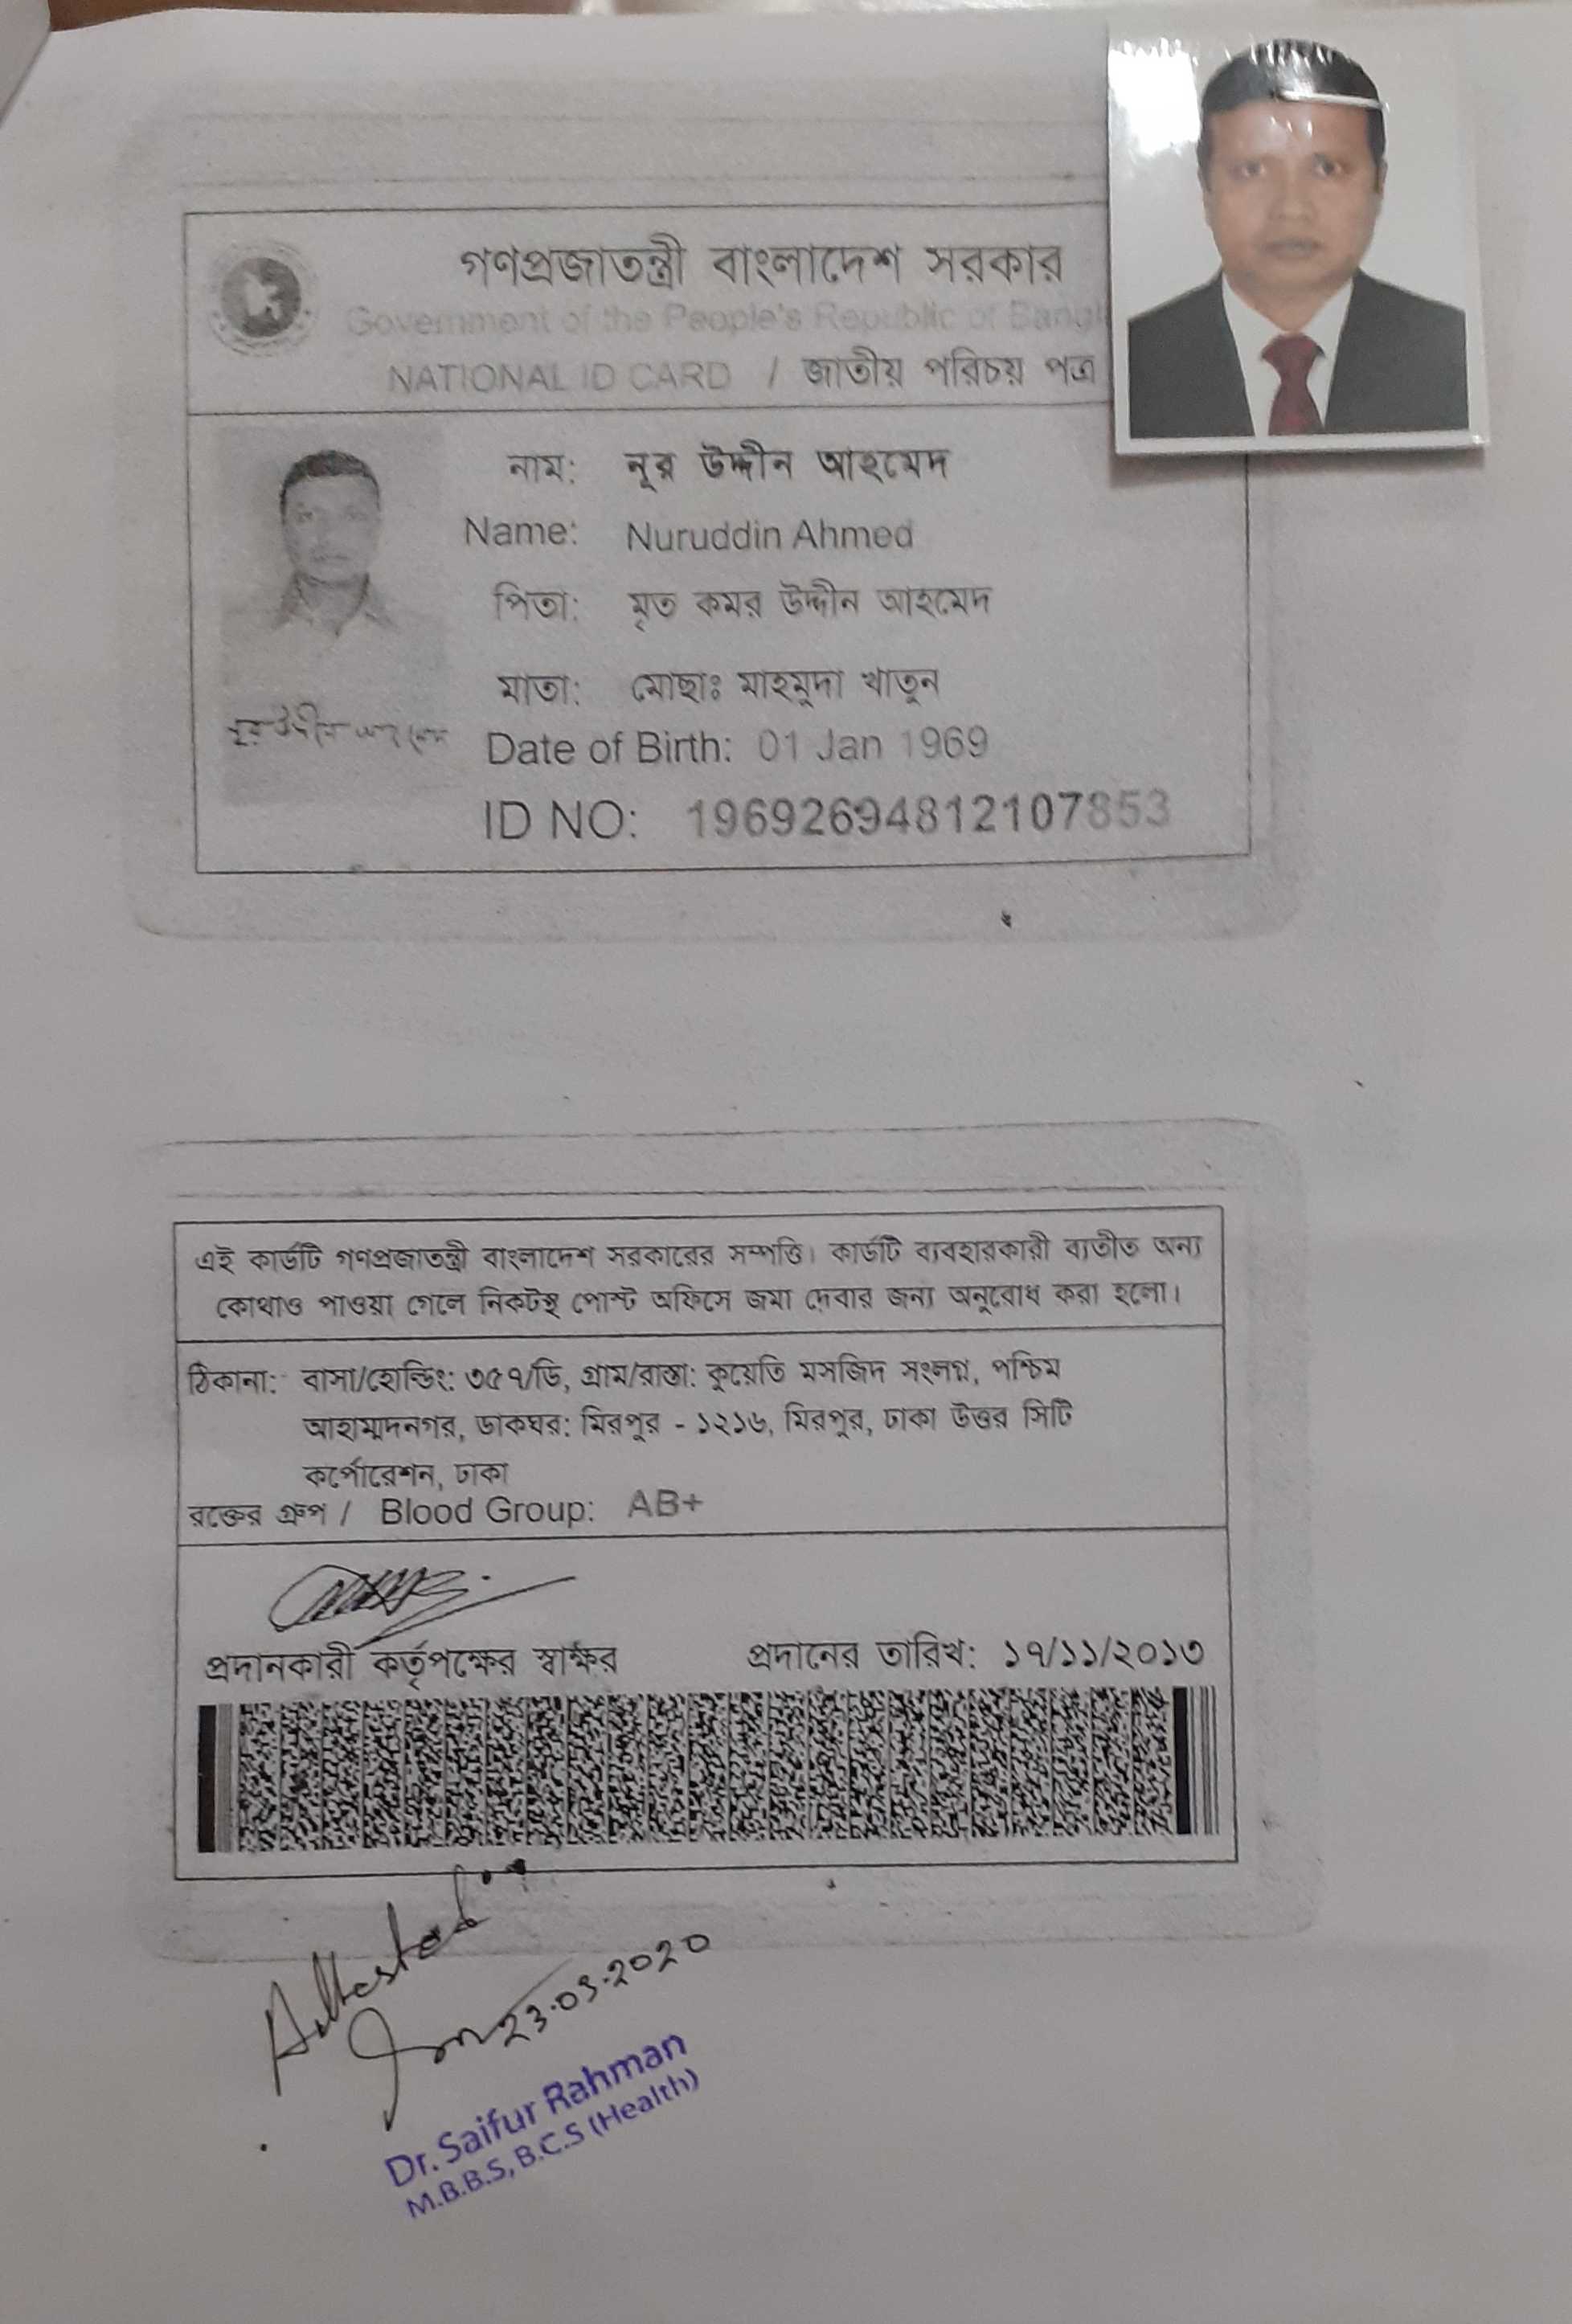 গণপ্রজাতন্ত্রী বাংলাদেশ সরকার
Government of the People's Republic of Bangl
NATIONAL ID CARD / জাতীয় পরিচয় পত্র
নাম: নূর উদ্দীন আহমেদ
Name: Nuruddin Ahmed
পিতা: মৃত কমর উদ্দীন আহমেদ
মাতা: মোছাঃ মাহমুদা খাতুন
নূর উদ্দীন আহমেদ
Date of Birth: 01 Jan 1969
ID NO: 19692694812107853
এই কার্ডটি গণপ্রজাতন্ত্রী বাংলাদেশ সরকারের সম্পত্তি। কার্ডটি ব্যবহারকারী ব্যতীত অন্য
কোথাও পাওয়া গেলে নিকটস্থ পোস্ট অফিসে জমা দেবার জন্য অনুরোধ করা হলো।
ঠিকানা: বাসা/হোল্ডিং: ৩৫৭/ডি, গ্রাম/রাস্তা: কুয়েতি মসজিদ সংলগ্ন, পশ্চিম
আহাম্মদনগর, ডাকঘর: মিরপুর - ১২১৬, মিরপুর, ঢাকা উত্তর সিটি
কর্পোরেশন, ঢাকা
রক্তের গ্রুপ / Blood Group: AB+
প্রদানকারী কর্তৃপক্ষের স্বাক্ষর প্রদানের তারিখ: ১৭/১১/২০১৩
Attested
23.09.2020
Dr. Saifur Rahman
M.B.B.S, B.C.S (Health)